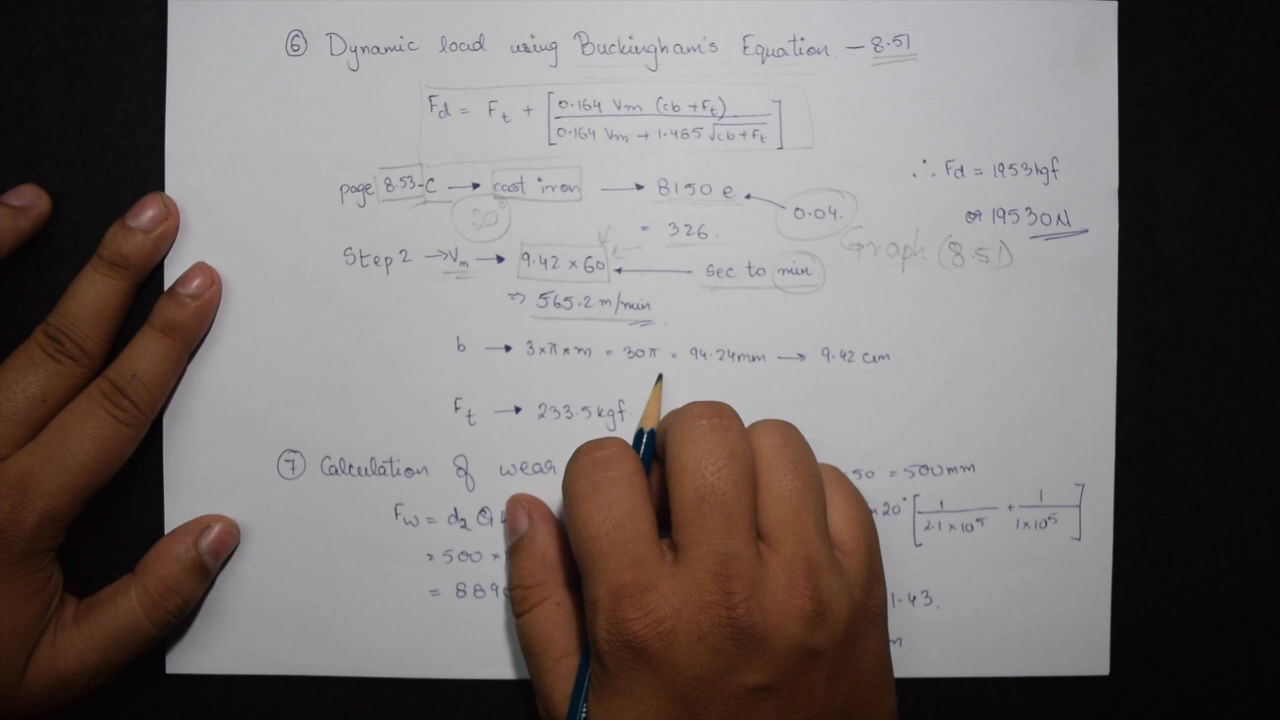 ⑥ Dynamic load using Buckingham's Equation - 8.51
Fd = Ft + [0.164 Vm (cb + Ft) / 0.164 Vm + 1.485 √cb + Ft]
page 8.53-C → cast iron → 8150 e ← 0.04.
20°
= 326.
∴ Fd = 1953 kgf
or 19530N
Graph (8.51)
Step 2 → Vm → 9.42 × 60 ← sec to min
⇒ 565.2 m/min
b → 3×π×m = 30π = 94.24mm → 9.42 cm
Ft → 233.5 kgf
⑦ Calculation of wear
50 = 500mm
Fw = d2 Q
20° [1 / 2.1 × 10⁵ + 1 / 1×10⁵]
= 500 ×
= 889
1.43.